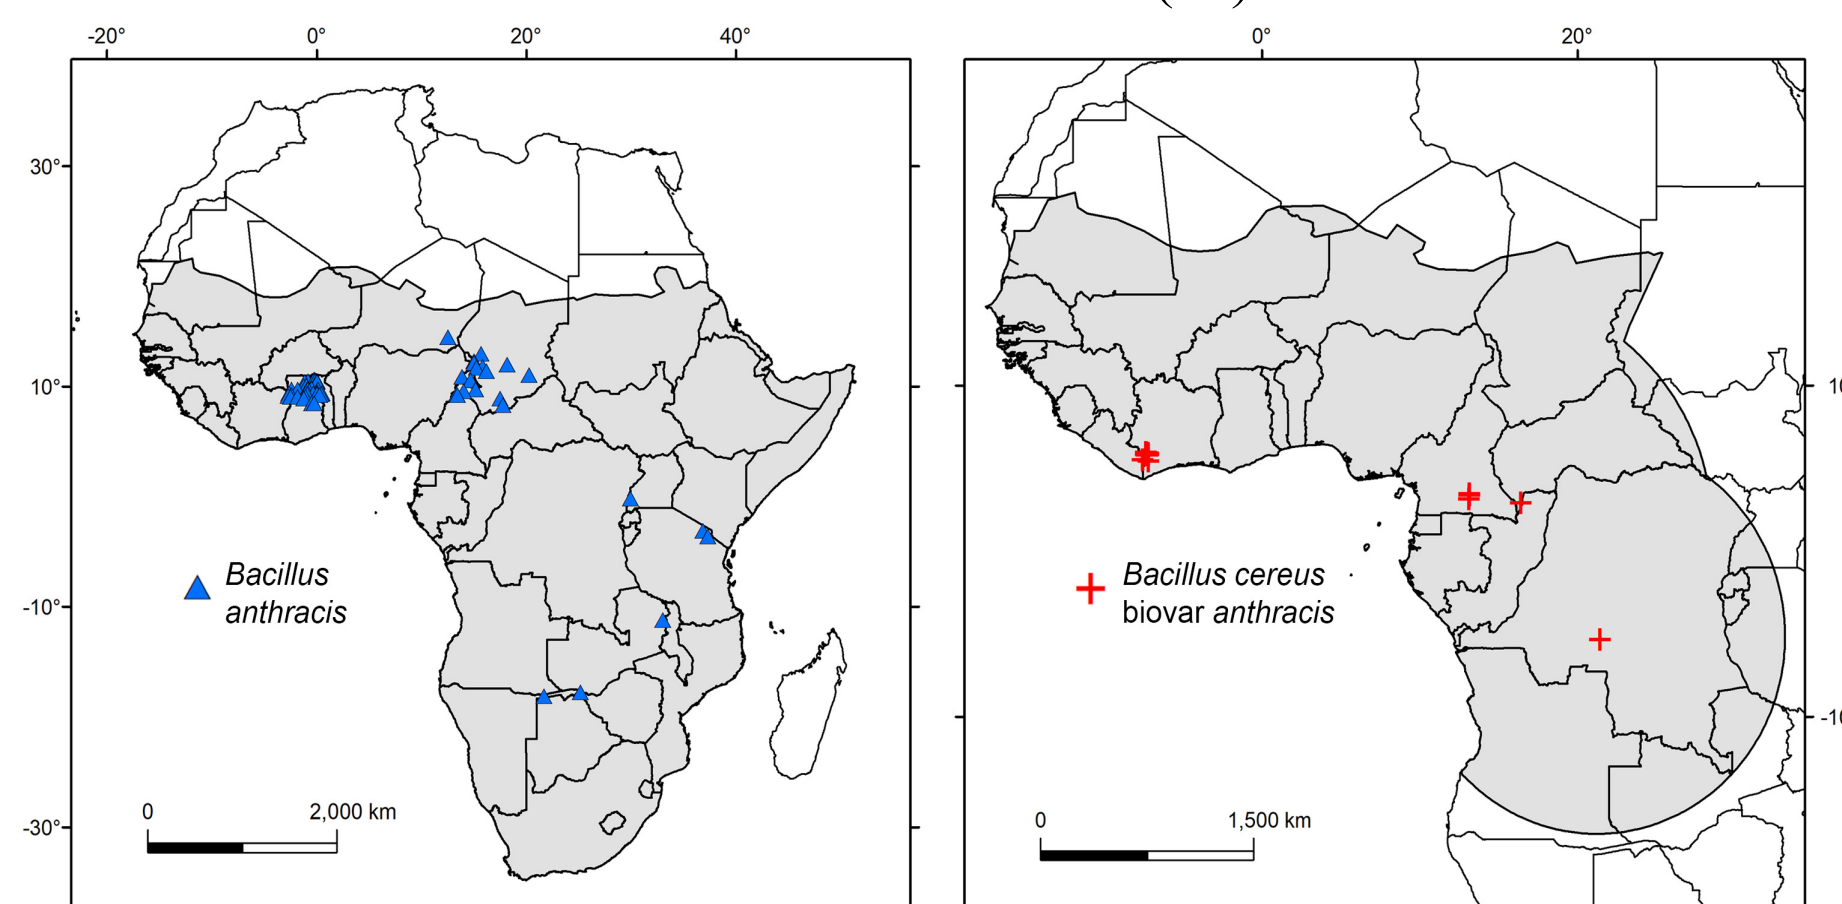 -20° 0° 20° 40°
0° 20°
30°
10°
-10°
-30°
Bacillus
anthracis
0 2,000 km
Bacillus cereus
biovar anthracis
0 1,500 km